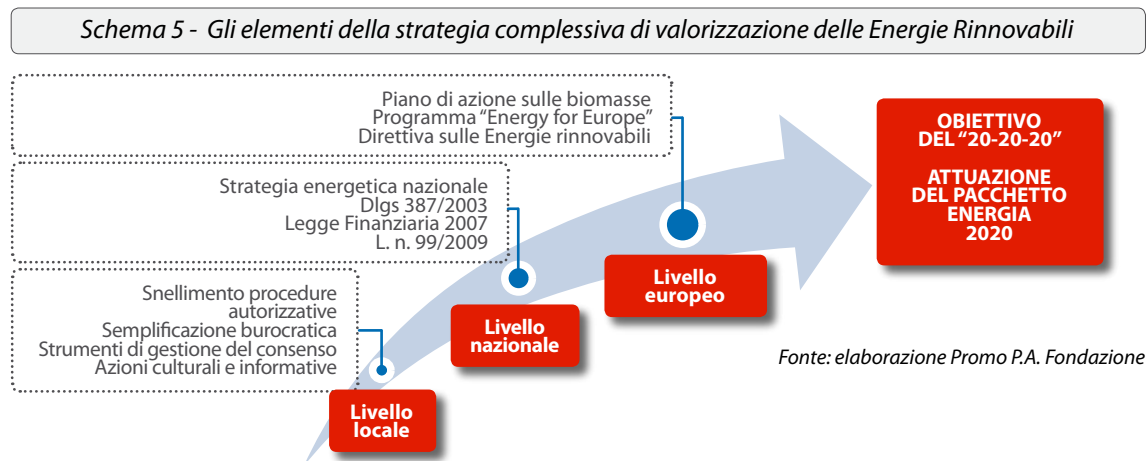 Schema 5 - Gli elementi della strategia complessiva di valorizzazione delle Energie Rinnovabili
Piano di azione sulle biomasse
Programma “Energy for Europe”
Direttiva sulle Energie rinnovabili
OBIETTIVO
DEL “20-20-20”
ATTUAZIONE
DEL PACCHETTO
ENERGIA
2020
Strategia energetica nazionale
Dlgs 387/2003
Legge Finanziaria 2007
L. n. 99/2009
Livello
europeo
Snellimento procedure
autorizzative
Semplificazione burocratica
Strumenti di gestione del consenso
Azioni culturali e informative
Livello
nazionale
Fonte: elaborazione Promo P.A. Fondazione
Livello
locale